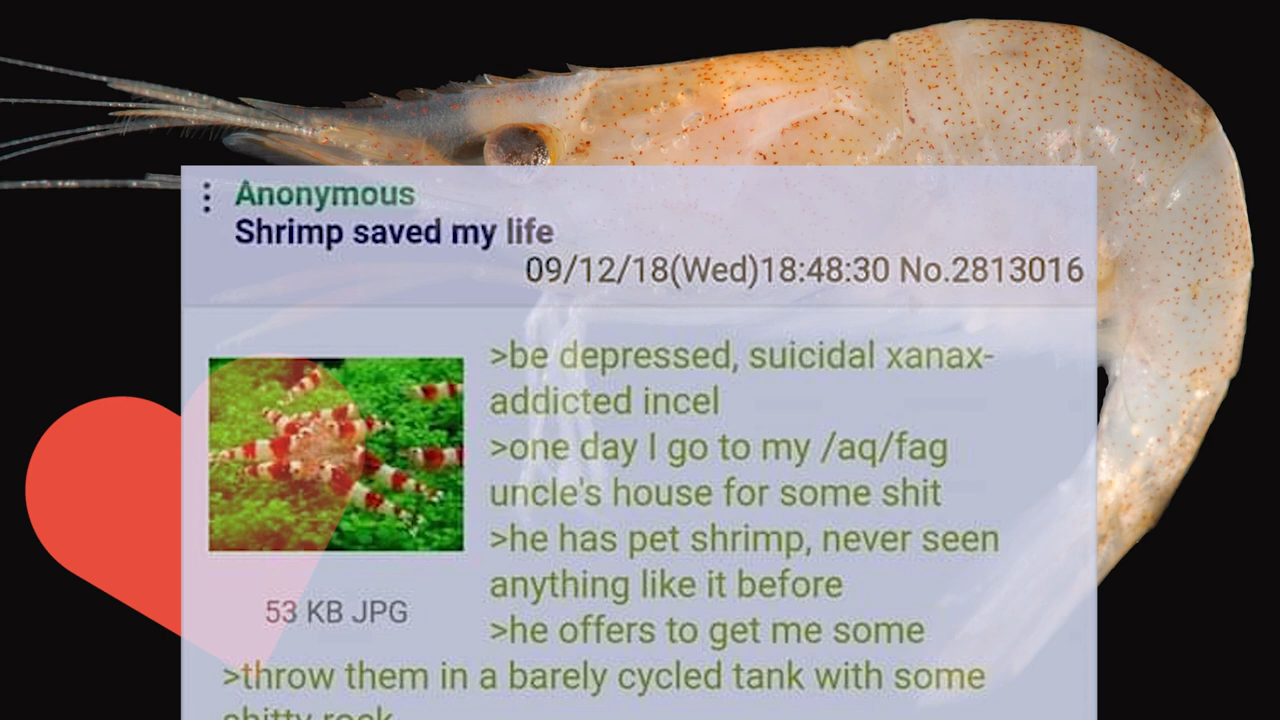 Anonymous
Shrimp saved my life
09/12/18(Wed)18:48:30 No.2813016
>be depressed, suicidal xanax-
addicted incel
>one day I go to my /aq/fag
uncle's house for some shit
>he has pet shrimp, never seen
anything like it before
>he offers to get me some
53 KB JPG
>throw them in a barely cycled tank with some
shitty rock